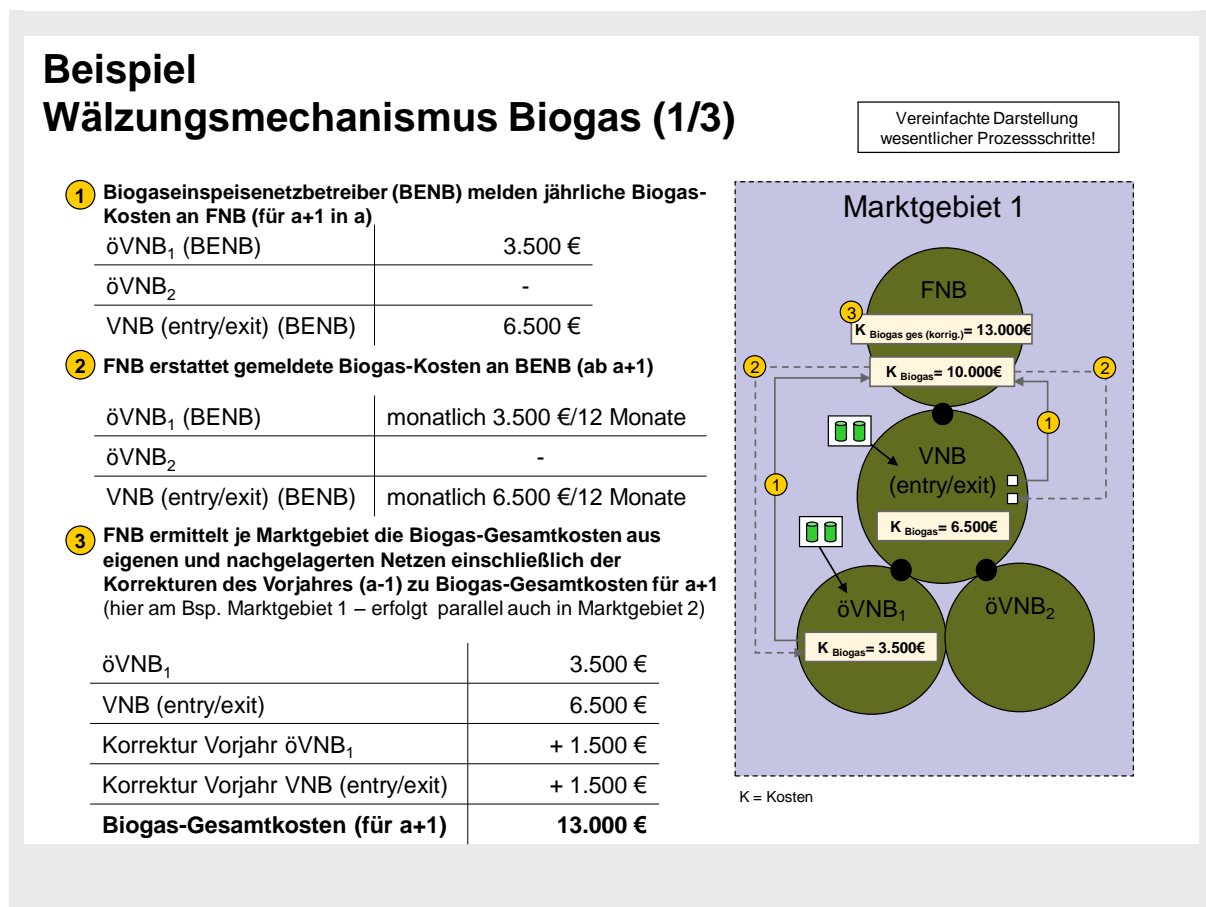 Beispiel
Wälzungsmechanismus Biogas (1/3)
Vereinfachte Darstellung
wesentlicher Prozessschritte!
1 Biogaseinspeisenetzbetreiber (BENB) melden jährliche Biogas-
Kosten an FNB (für a+1 in a)
öVNB₁ (BENB) 3.500 €
öVNB₂ -
VNB (entry/exit) (BENB) 6.500 €
2 FNB erstattet gemeldete Biogas-Kosten an BENB (ab a+1)
öVNB₁ (BENB) monatlich 3.500 €/12 Monate
öVNB₂ -
VNB (entry/exit) (BENB) monatlich 6.500 €/12 Monate
3 FNB ermittelt je Marktgebiet die Biogas-Gesamtkosten aus
eigenen und nachgelagerten Netzen einschließlich der
Korrekturen des Vorjahres (a-1) zu Biogas-Gesamtkosten für a+1
(hier am Bsp. Marktgebiet 1 – erfolgt parallel auch in Marktgebiet 2)
öVNB₁ 3.500 €
VNB (entry/exit) 6.500 €
Korrektur Vorjahr öVNB₁ + 1.500 €
Korrektur Vorjahr VNB (entry/exit) + 1.500 €
Biogas-Gesamtkosten (für a+1) 13.000 €
Marktgebiet 1
FNB
3
K Biogas ges (korrig.)= 13.000€
2
K Biogas= 10.000€
2
1
VNB
(entry/exit)
1
K Biogas= 6.500€
öVNB₁
öVNB₂
K Biogas= 3.500€
K = Kosten